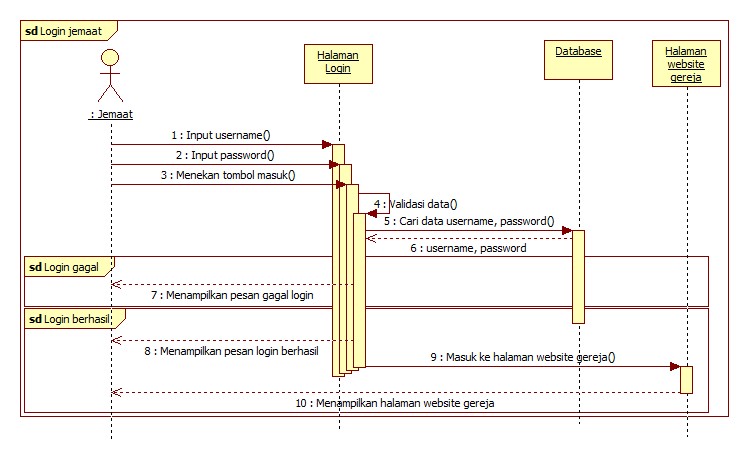 sd Login jemaat
Halaman
Login
Database
Halaman
website
gereja
: Jemaat
1 : Input username()
2 : Input password()
3 : Menekan tombol masuk()
4 : Validasi data()
5 : Cari data username, password()
6 : username, password
sd Login gagal
7 : Menampilkan pesan gagal login
sd Login berhasil
8 : Menampilkan pesan login berhasil
9 : Masuk ke halaman website gereja()
10 : Menampilkan halaman website gereja